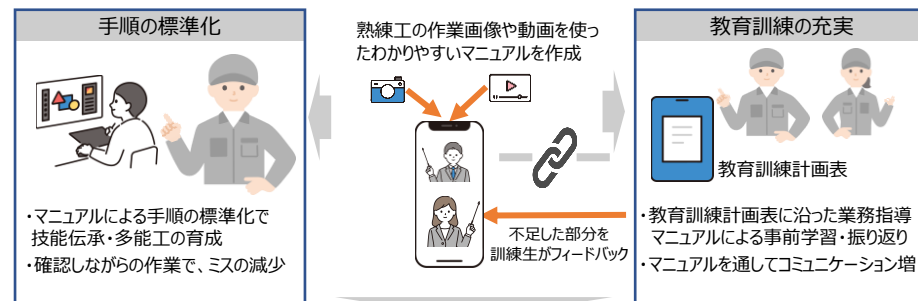 手順の標準化
・マニュアルによる手順の標準化で
技能伝承・多能工の育成
・確認しながらの作業で、ミスの減少
熟練工の作業画像や動画を使っ
たわかりやすいマニュアルを作成
不足した部分を
訓練生がフィードバック
教育訓練の充実
教育訓練計画表
・教育訓練計画表に沿った業務指導
マニュアルによる事前学習・振り返り
・マニュアルを通してコミュニケーション増